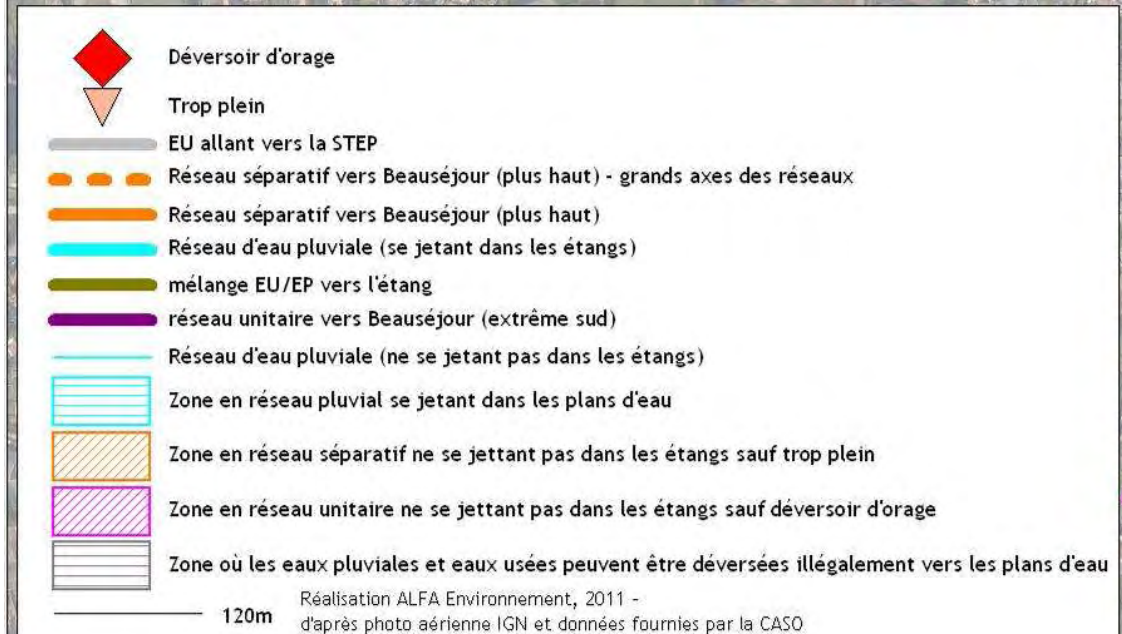 Déversoir d'orage
Trop plein
EU allant vers la STEP
Réseau séparatif vers Beauséjour (plus haut) - grands axes des réseaux
Réseau séparatif vers Beauséjour (plus haut)
Réseau d'eau pluviale (se jetant dans les étangs)
mélange EU/EP vers l'étang
réseau unitaire vers Beauséjour (extrême sud)
Réseau d'eau pluviale (ne se jetant pas dans les étangs)
Zone en réseau pluvial se jetant dans les plans d'eau
Zone en réseau séparatif ne se jettant pas dans les étangs sauf trop plein
Zone en réseau unitaire ne se jettant pas dans les étangs sauf déversoir d'orage
Zone où les eaux pluviales et eaux usées peuvent être déversées illégalement vers les plans d'eau
120m
Réalisation ALFA Environnement, 2011 -
d'après photo aérienne IGN et données fournies par la CASO